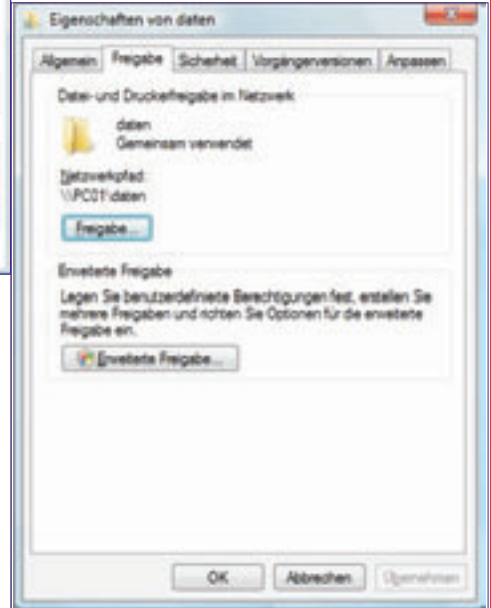 Eigenschaften von daten
Allgemein Freigabe Sicherheit Vorgängerversionen Anpassen
Datei- und Druckerfreigabe im Netzwerk
daten
Gemeinsam verwendet
Netzwerkpfad:
\\PC01\daten
Freigabe...
Erweiterte Freigabe
Legen Sie benutzerdefinierte Berechtigungen fest, erstellen Sie
mehrere Freigaben und richten Sie Optionen für die erweiterte
Freigabe ein.
Erweiterte Freigabe...
OK Abbrechen Übernehmen